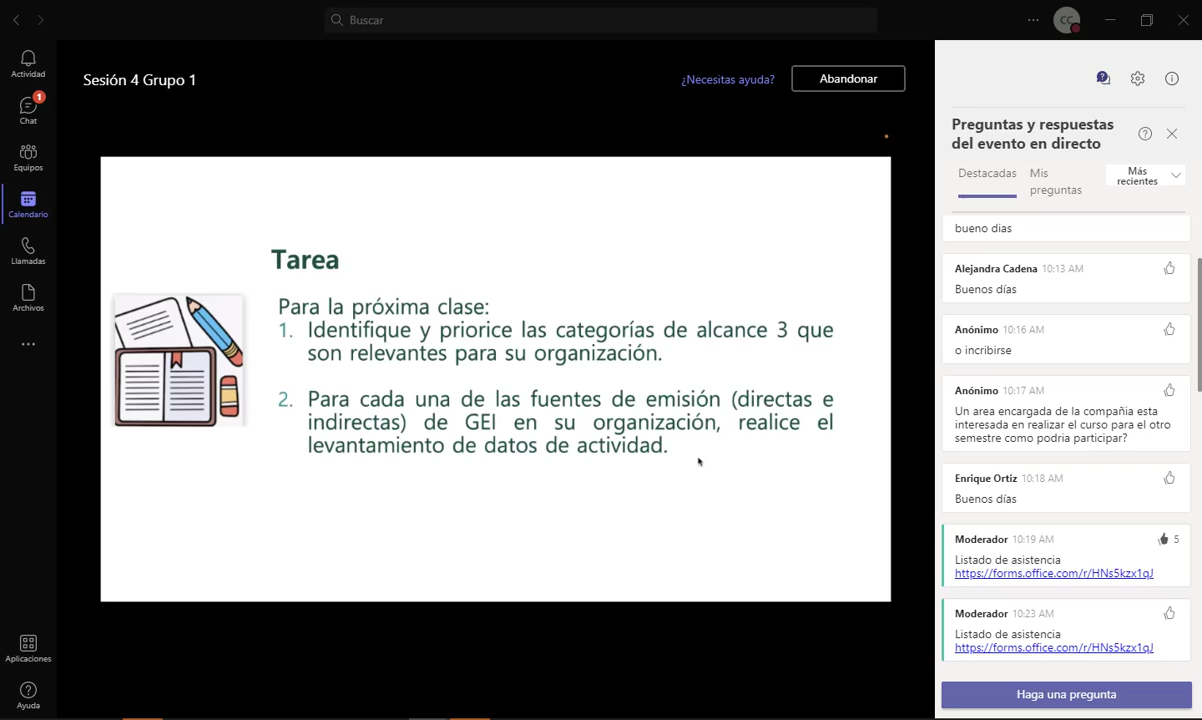 Buscar
CC
Actividad
1
Chat
Equipos
Calendario
Llamadas
Archivos
Aplicaciones
Ayuda
Sesión 4 Grupo 1
¿Necesitas ayuda?
Abandonar
Tarea
Para la próxima clase:
1. Identifique y priorice las categorías de alcance 3 que
son relevantes para su organización.
2. Para cada una de las fuentes de emisión (directas e
indirectas) de GEI en su organización, realice el
levantamiento de datos de actividad.
Preguntas y respuestas
del evento en directo
Destacadas
Mis
preguntas
Más
recientes
bueno dias
Alejandra Cadena 10:13 AM
Buenos días
Anónimo 10:16 AM
o incribirse
Anónimo 10:17 AM
Un area encargada de la compañia esta
interesada en realizar el curso para el otro
semestre como podria participar?
Enrique Ortiz 10:18 AM
Buenos días
Moderador 10:19 AM 5
Listado de asistencia
https://forms.office.com/r/HNs5kzx1qJ
Moderador 10:23 AM
Listado de asistencia
https://forms.office.com/r/HNs5kzx1qJ
Haga una pregunta